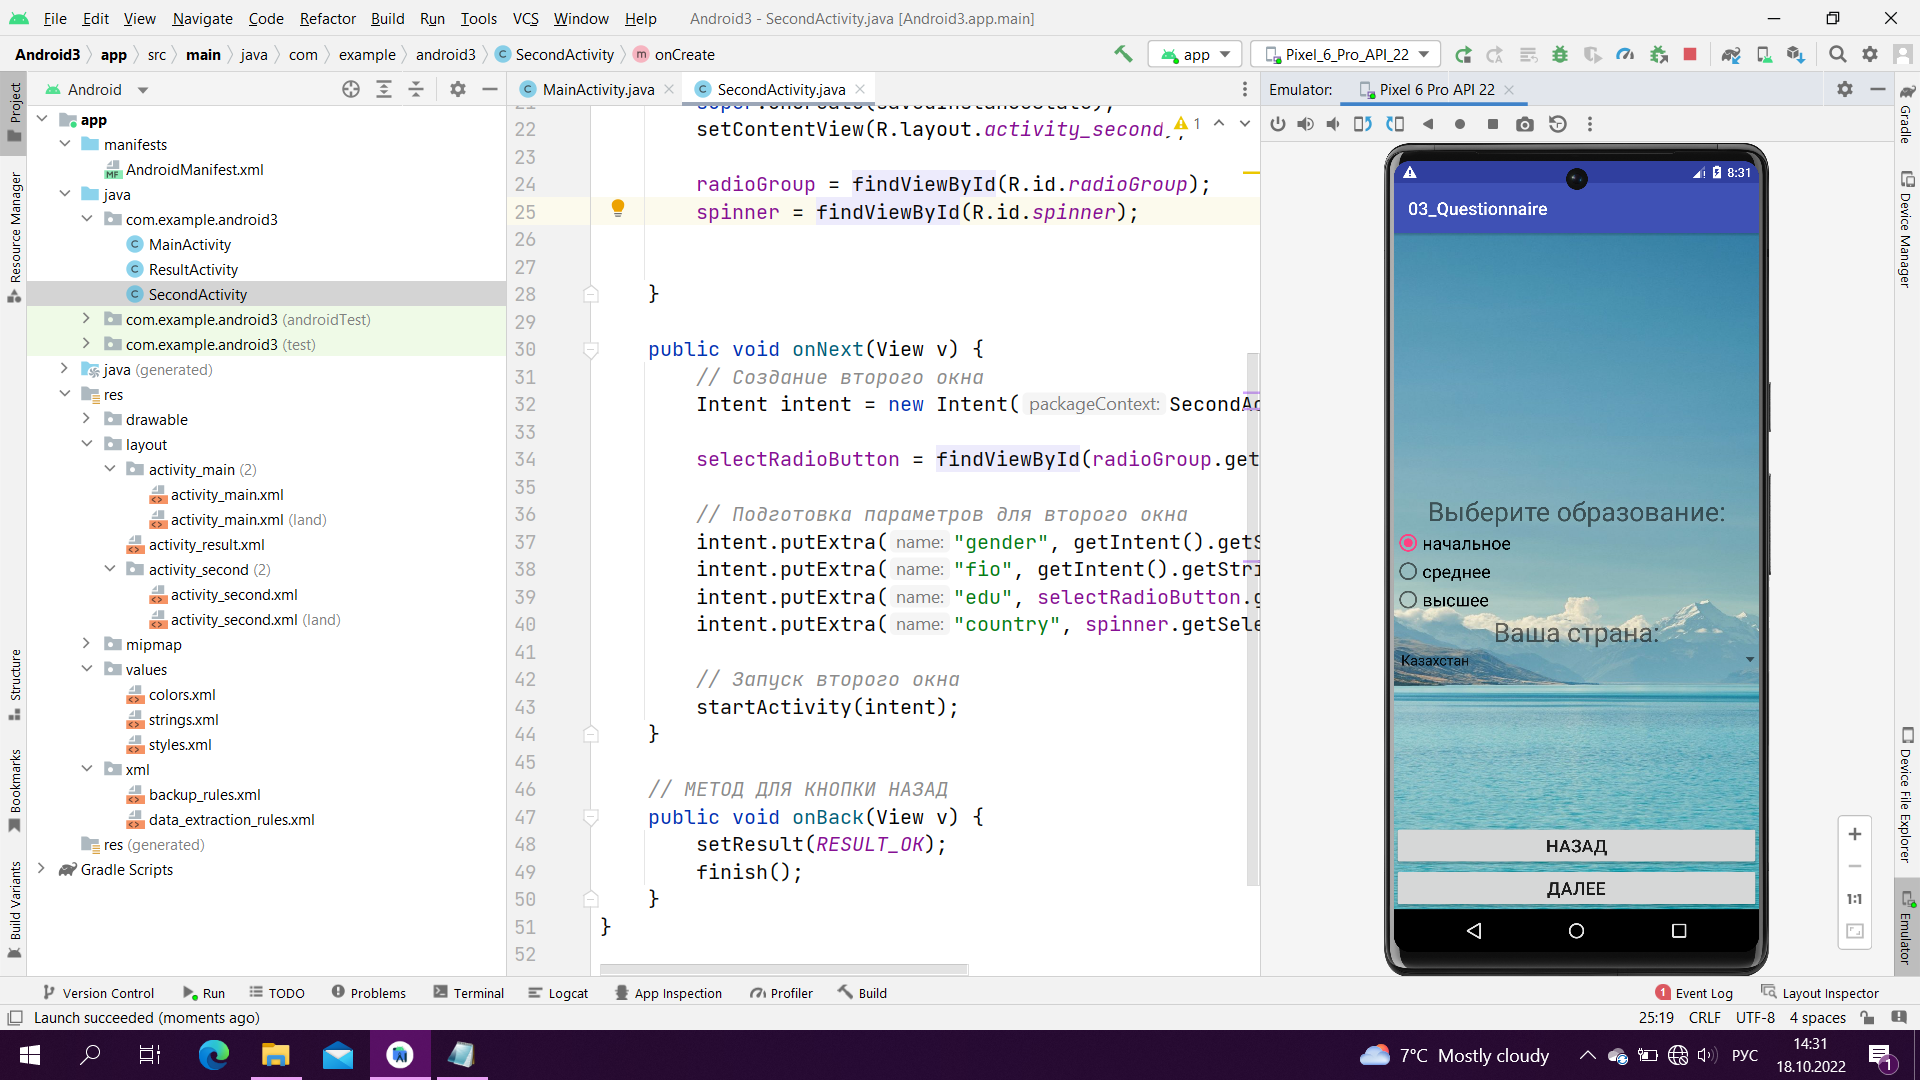 File Edit View Navigate Code Refactor Build Run Tools VCS Window Help Android3 - SecondActivity.java [Android3.app.main]
Android3 app src main java com example android3 SecondActivity onCreate
app Pixel_6_Pro_API_22
Android
MainActivity.java SecondActivity.java
Emulator: Pixel 6 Pro API 22
Project
Resource Manager
Structure
Bookmarks
Build Variants
app
manifests
AndroidManifest.xml
java
com.example.android3
MainActivity
ResultActivity
SecondActivity
com.example.android3 (androidTest)
com.example.android3 (test)
java (generated)
res
drawable
layout
activity_main (2)
activity_main.xml
activity_main.xml (land)
activity_result.xml
activity_second (2)
activity_second.xml
activity_second.xml (land)
mipmap
values
colors.xml
strings.xml
styles.xml
xml
backup_rules.xml
data_extraction_rules.xml
res (generated)
Gradle Scripts
1
21 super.onCreate(savedInstanceState);
22 setContentView(R.layout.activity_second);
23
24 radioGroup = findViewById(R.id.radioGroup);
25 spinner = findViewById(R.id.spinner);
26
27
28 }
29
30 public void onNext(View v) {
31 // Создание второго окна
32 Intent intent = new Intent( packageContext: SecondAc
33
34 selectRadioButton = findViewById(radioGroup.get
35
36 // Подготовка параметров для второго окна
37 intent.putExtra( name: "gender", getIntent().getS
38 intent.putExtra( name: "fio", getIntent().getStri
39 intent.putExtra( name: "edu", selectRadioButton.g
40 intent.putExtra( name: "country", spinner.getSele
41
42 // Запуск второго окна
43 startActivity(intent);
44 }
45
46 // МЕТОД ДЛЯ КНОПКИ НАЗАД
47 public void onBack(View v) {
48 setResult(RESULT_OK);
49 finish();
50 }
51 }
52
8:31
03_Questionnaire
Выберите образование:
начальное
среднее
высшее
Ваша страна:
Казахстан
НАЗАД
ДАЛЕЕ
1:1
Gradle
Device Manager
Device File Explorer
Emulator
Version Control Run TODO Problems Terminal Logcat App Inspection Profiler Build 1 Event Log Layout Inspector
Launch succeeded (moments ago) 25:19 CRLF UTF-8 4 spaces
7°C Mostly cloudy РУС 14:31
18.10.2022
1